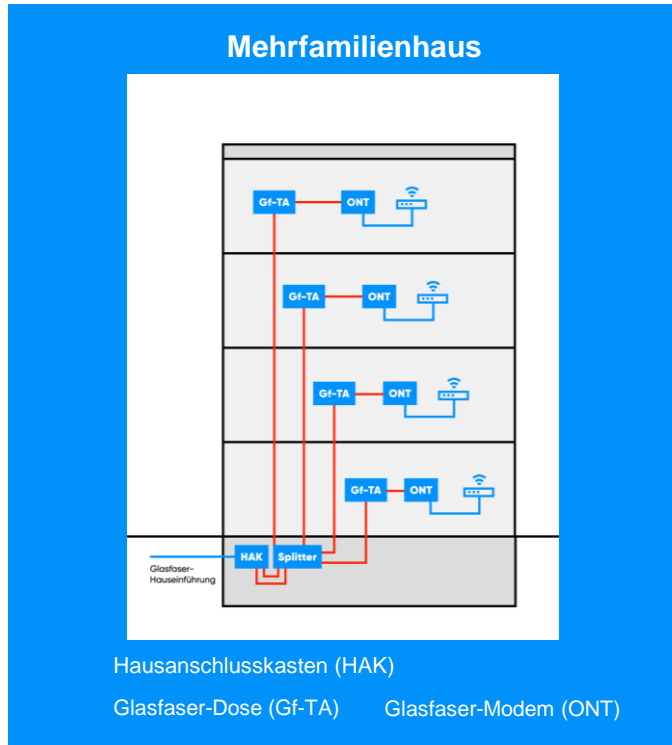 Mehrfamilienhaus
Gf-TA ONT
Gf-TA ONT
Gf-TA ONT
Gf-TA ONT
HAK Splitter
Glasfaser-
Hauseinführung
Hausanschlusskasten (HAK)
Glasfaser-Dose (Gf-TA) Glasfaser-Modem (ONT)